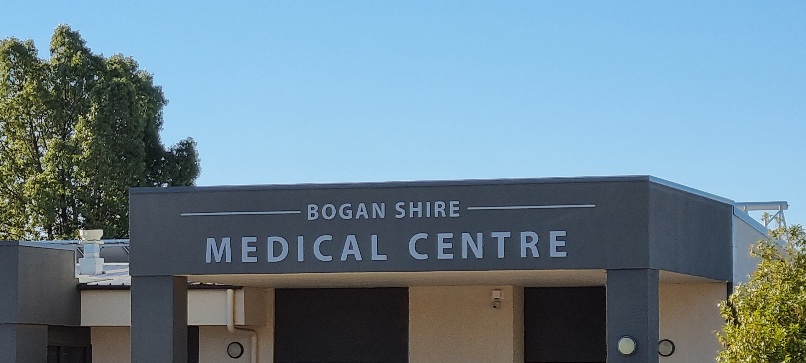 BOGAN SHIRE
MEDICAL CENTRE